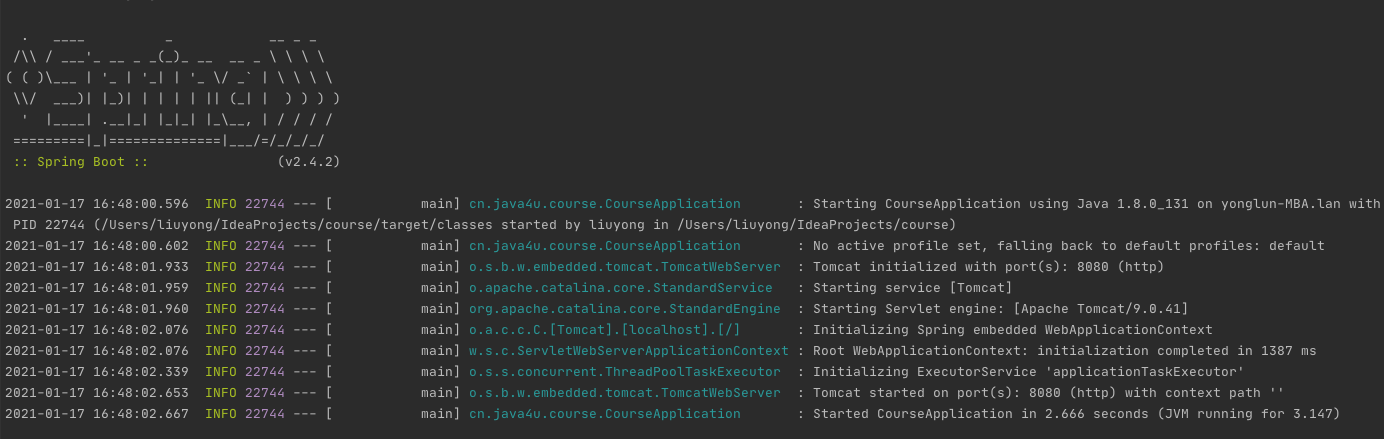 .   ____          _            __ _ _
 /\\ / ___'_ __ _ _(_)_ __  __ _ \ \ \ \
( ( )\___ | '_ | '_| | '_ \/ _` | \ \ \ \
 \\/  ___)| |_)| | | | | || (_| |  ) ) ) )
  '  |____| .__|_| |_|_| |_\__, | / / / /
 =========|_|==============|___/=/_/_/_/
 :: Spring Boot ::                (v2.4.2)
2021-01-17 16:48:00.596  INFO 22744 --- [           main] cn.java4u.course.CourseApplication       : Starting CourseApplication using Java 1.8.0_131 on yonglun-MBA.lan with
 PID 22744 (/Users/liuyong/IdeaProjects/course/target/classes started by liuyong in /Users/liuyong/IdeaProjects/course)
2021-01-17 16:48:00.602  INFO 22744 --- [           main] cn.java4u.course.CourseApplication       : No active profile set, falling back to default profiles: default
2021-01-17 16:48:01.933  INFO 22744 --- [           main] o.s.b.w.embedded.tomcat.TomcatWebServer  : Tomcat initialized with port(s): 8080 (http)
2021-01-17 16:48:01.959  INFO 22744 --- [           main] o.apache.catalina.core.StandardService   : Starting service [Tomcat]
2021-01-17 16:48:01.960  INFO 22744 --- [           main] org.apache.catalina.core.StandardEngine  : Starting Servlet engine: [Apache Tomcat/9.0.41]
2021-01-17 16:48:02.076  INFO 22744 --- [           main] o.a.c.c.C.[Tomcat].[localhost].[/]       : Initializing Spring embedded WebApplicationContext
2021-01-17 16:48:02.076  INFO 22744 --- [           main] w.s.c.ServletWebServerApplicationContext : Root WebApplicationContext: initialization completed in 1387 ms
2021-01-17 16:48:02.339  INFO 22744 --- [           main] o.s.s.concurrent.ThreadPoolTaskExecutor  : Initializing ExecutorService 'applicationTaskExecutor'
2021-01-17 16:48:02.653  INFO 22744 --- [           main] o.s.b.w.embedded.tomcat.TomcatWebServer  : Tomcat started on port(s): 8080 (http) with context path ''
2021-01-17 16:48:02.667  INFO 22744 --- [           main] cn.java4u.course.CourseApplication       : Started CourseApplication in 2.666 seconds (JVM running for 3.147)